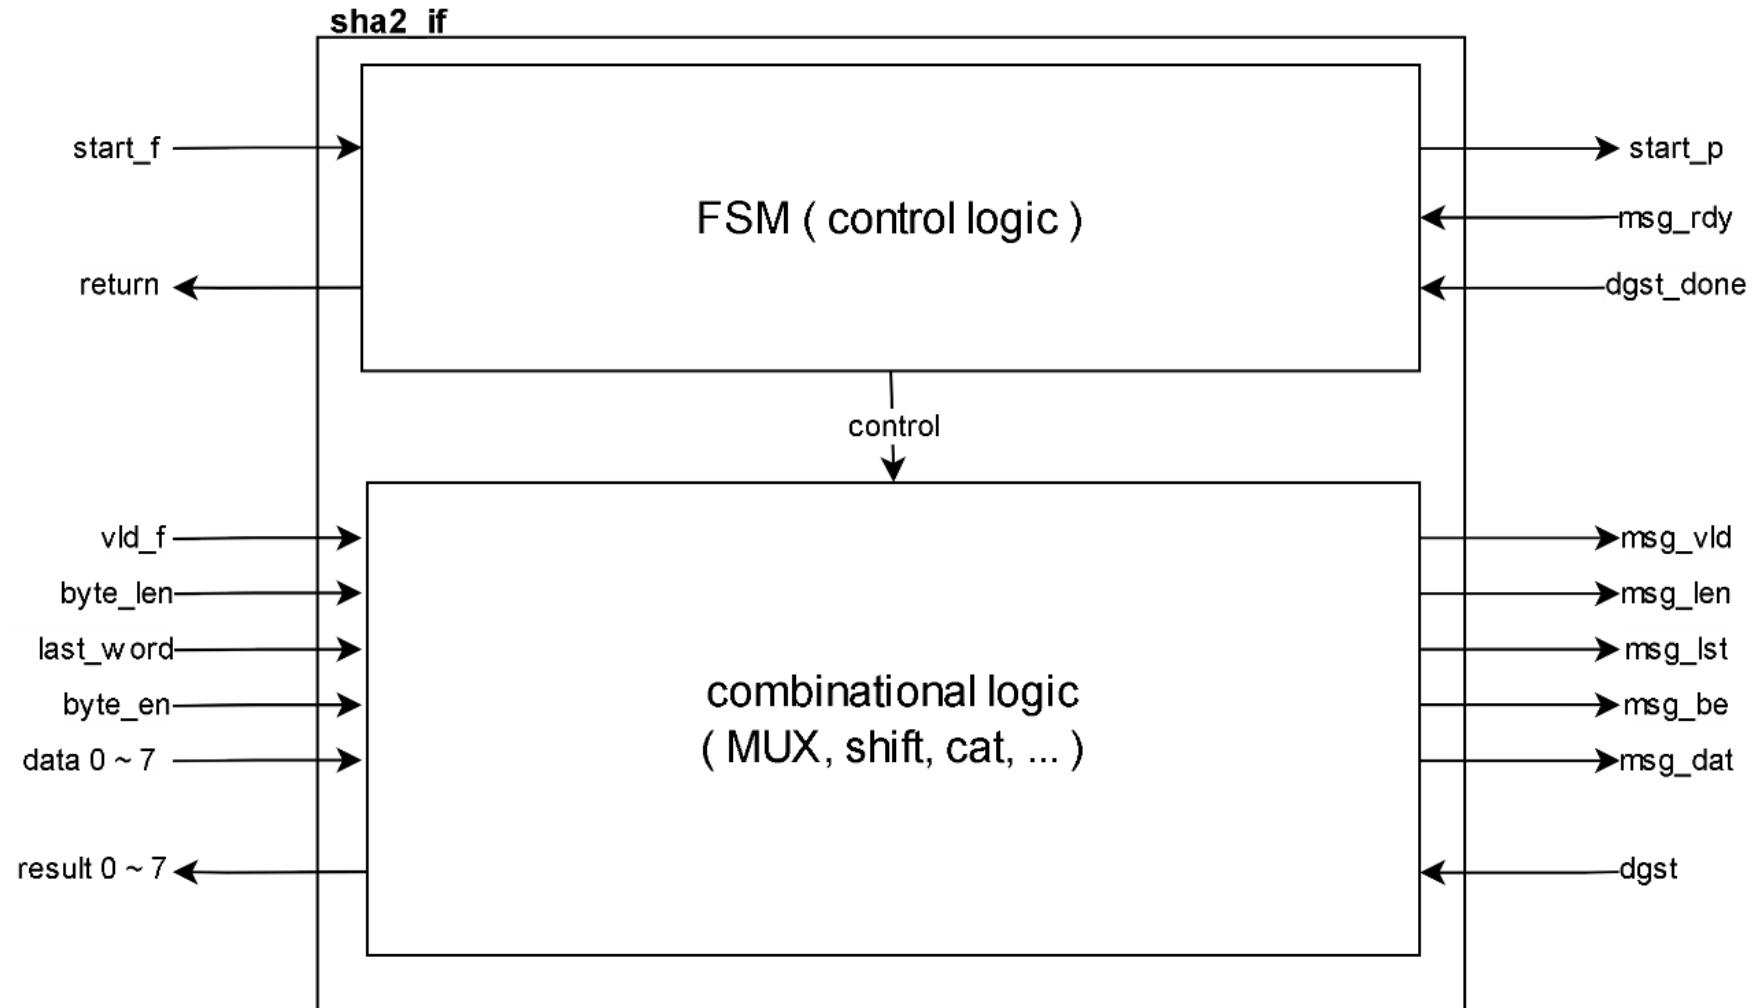 sha2_if
start_f
start_p
FSM ( control logic )
msg_rdy
return
dgst_done
control
vld_f
msg_vld
byte_len
msg_len
last_word
msg_lst
byte_en
msg_be
combinational logic
( MUX, shift, cat, ... )
data 0 ~ 7
msg_dat
result 0 ~ 7
dgst